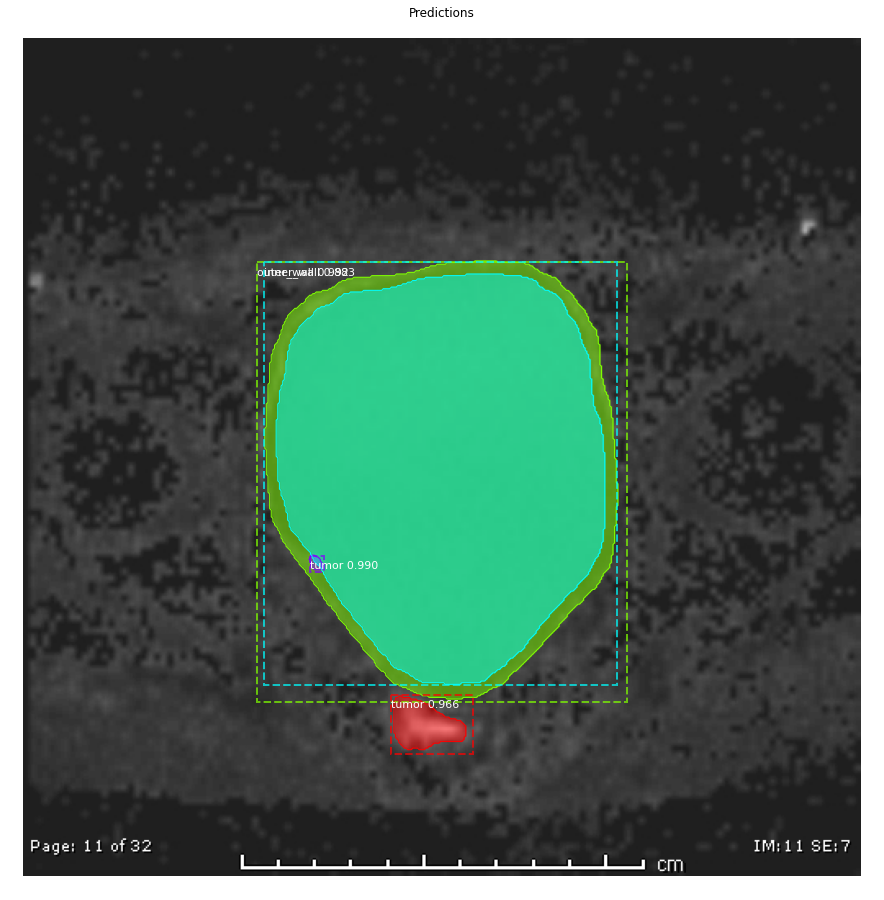 Predictions
tumor 0.990
tumor 0.966
Page: 11 of 32
IM:11 SE:7
cm